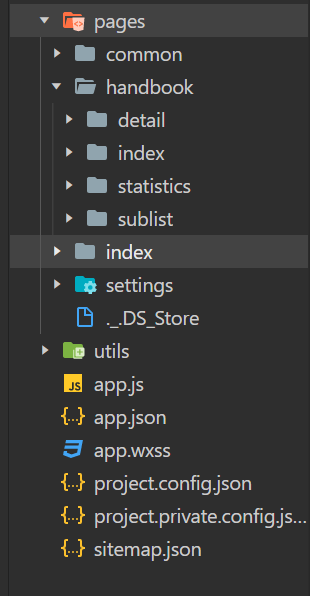 pages
common
handbook
detail
index
statistics
sublist
index
settings
._.DS_Store
utils
JS app.js
{..} app.json
app.wxss
{..} project.config.json
{..} project.private.config.js...
{..} sitemap.json